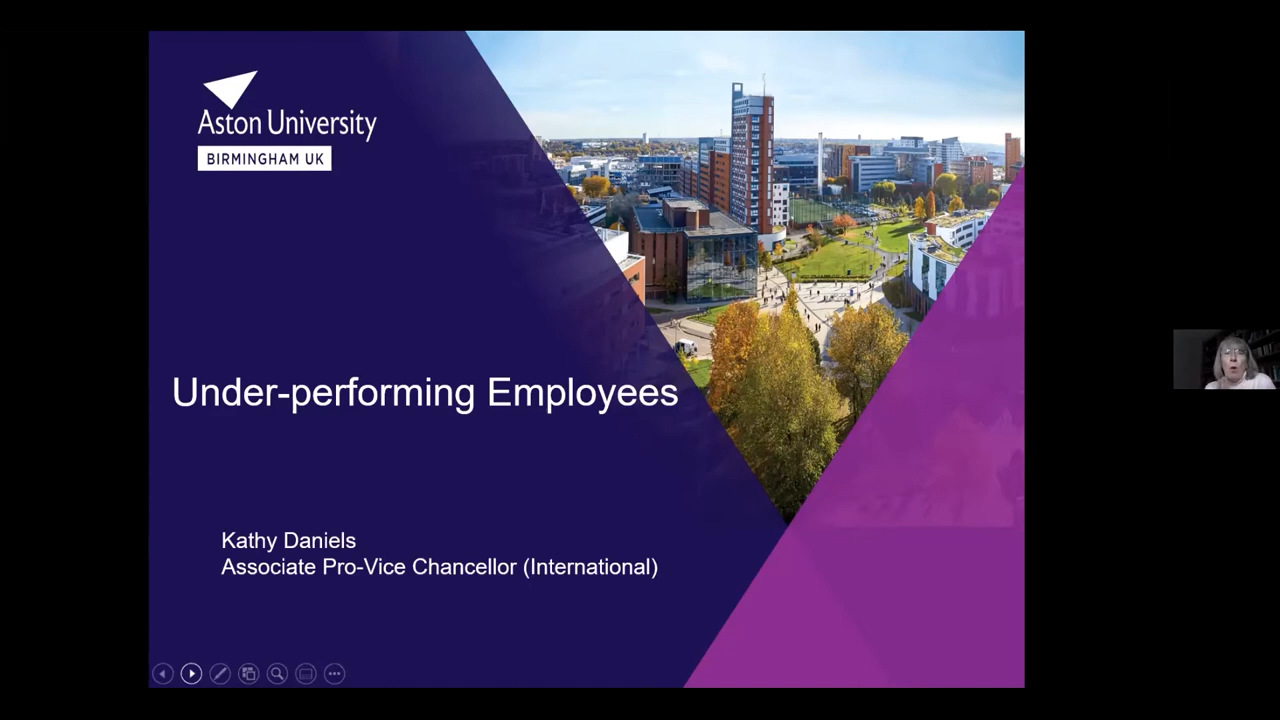 Aston University
BIRMINGHAM UK
Under-performing Employees
Kathy Daniels
Associate Pro-Vice Chancellor (International)